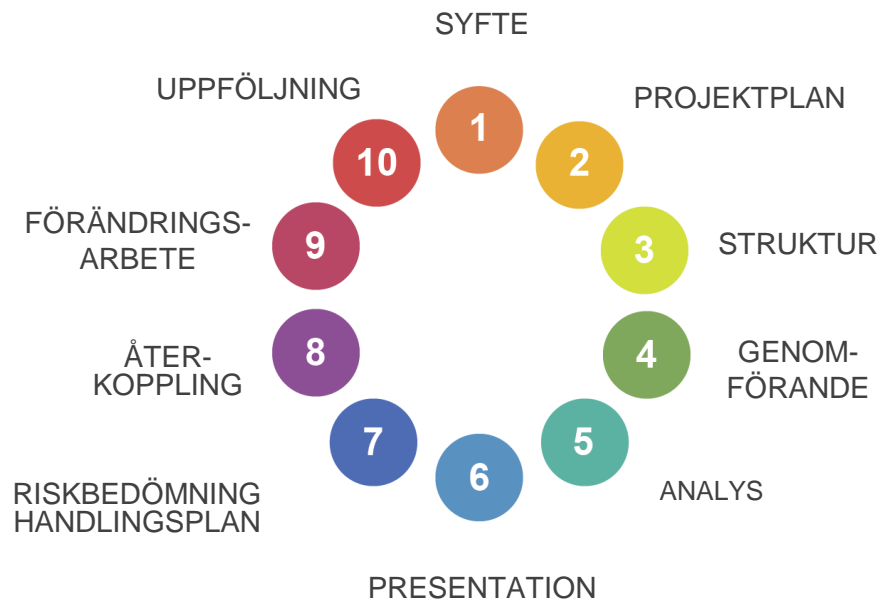 SYFTE
1
PROJEKTPLAN
2
STRUKTUR
3
GENOM-
FÖRANDE
4
ANALYS
5
PRESENTATION
6
RISKBEDÖMNING
HANDLINGSPLAN
7
ÅTER-
KOPPLING
8
FÖRÄNDRINGS-
ARBETE
9
UPPFÖLJNING
10